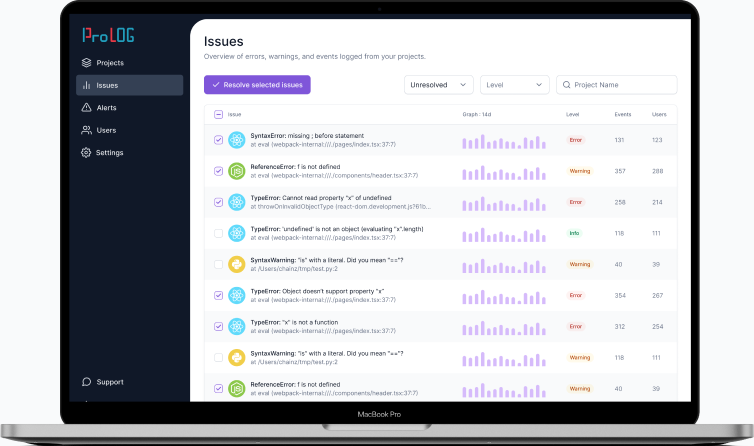 ProLOG
Projects
Issues
Alerts
Users
Settings
Support
Issues
Overview of errors, warnings, and events logged from your projects.
Resolve selected issues
Unresolved
Level
Project Name
Issue Graph: 14d Level Events Users
SyntaxError: missing ; before statement
at eval (webpack-internal:///./pages/index.tsx:37:7)
Error 131 123
ReferenceError: f is not defined
at eval (webpack-internal:///./components/header.tsx:37:7)
Warning 357 288
TypeError: Cannot read property "x" of undefined
at throwOnInvalidObjectType (react-dom.development.js?61b...
Error 258 214
TypeError: 'undefined' is not an object (evaluating "x".length)
at eval (webpack-internal:///./pages/index.tsx:37:7)
Info 118 111
SyntaxWarning: "is" with a literal. Did you mean "=="?
at /Users/chainz/tmp/test.py:2
Warning 40 39
TypeError: Object doesn't support property "x"
at eval (webpack-internal:///./pages/index.tsx:37:7)
Error 354 267
TypeError: "x" is not a function
at eval (webpack-internal:///./pages/index.tsx:37:7)
Error 312 254
SyntaxWarning: "is" with a literal. Did you mean "=="?
at /Users/chainz/tmp/test.py:2
Warning 118 111
ReferenceError: f is not defined
at eval (webpack-internal:///./components/header.tsx:37:7)
Warning 40 39
MacBook Pro